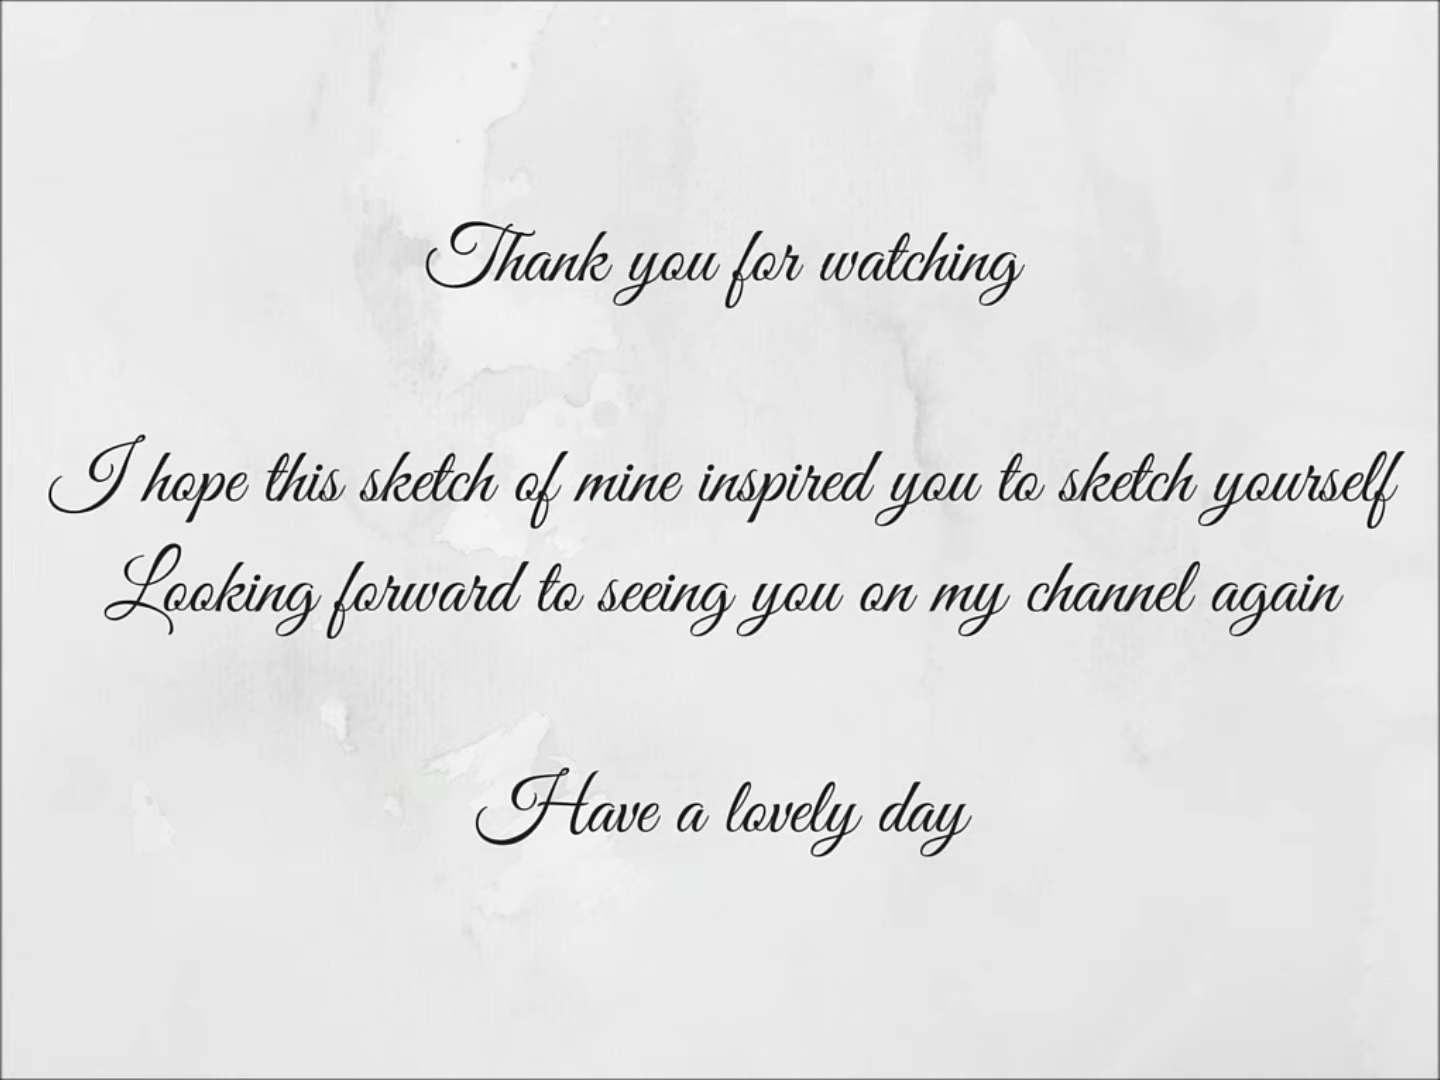 Thank you for watching
I hope this sketch of mine inspired you to sketch yourself
Looking forward to seeing you on my channel again
Have a lovely day